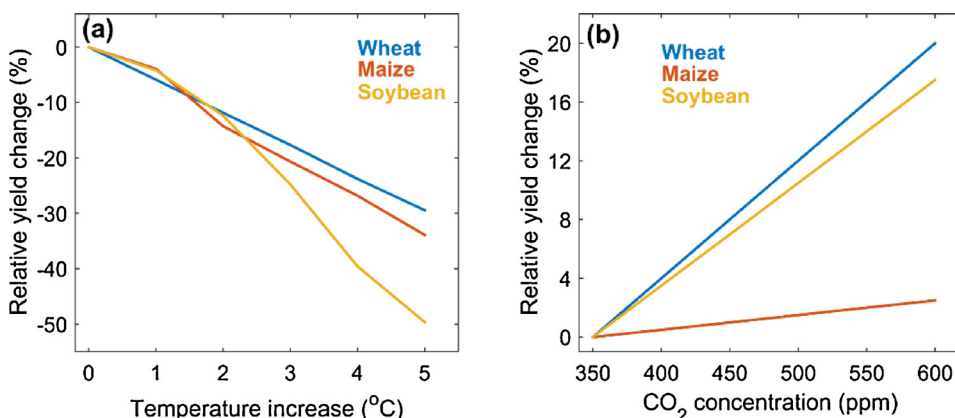 (a)
Wheat
Maize
Soybean
Relative yield change (%)
0
-10
-20
-30
-40
-50
0 1 2 3 4 5
Temperature increase (°C)
(b)
Wheat
Maize
Soybean
Relative yield change (%)
20
16
12
8
4
0
350 400 450 500 550 600
CO₂ concentration (ppm)